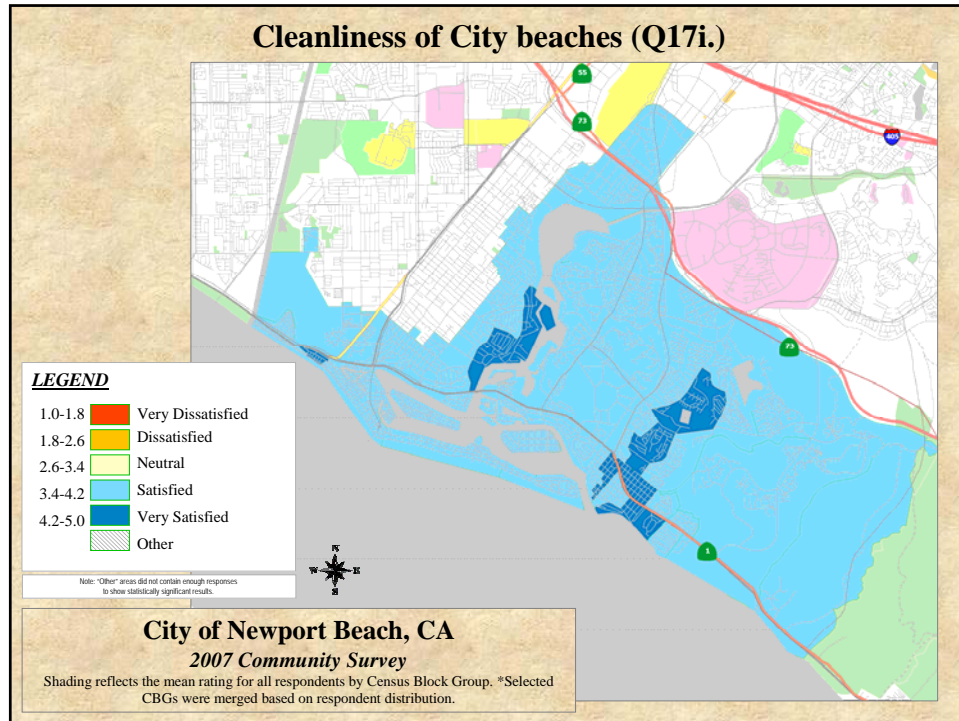 Cleanliness of City beaches (Q17i.)
55
73
405
73
1
LEGEND
1.0-1.8 Very Dissatisfied
1.8-2.6 Dissatisfied
2.6-3.4 Neutral
3.4-4.2 Satisfied
4.2-5.0 Very Satisfied
Other
Note: "Other" areas did not contain enough responses
to show statistically significant results.
N
W E
S
City of Newport Beach, CA
2007 Community Survey
Shading reflects the mean rating for all respondents by Census Block Group. *Selected
CBGs were merged based on respondent distribution.